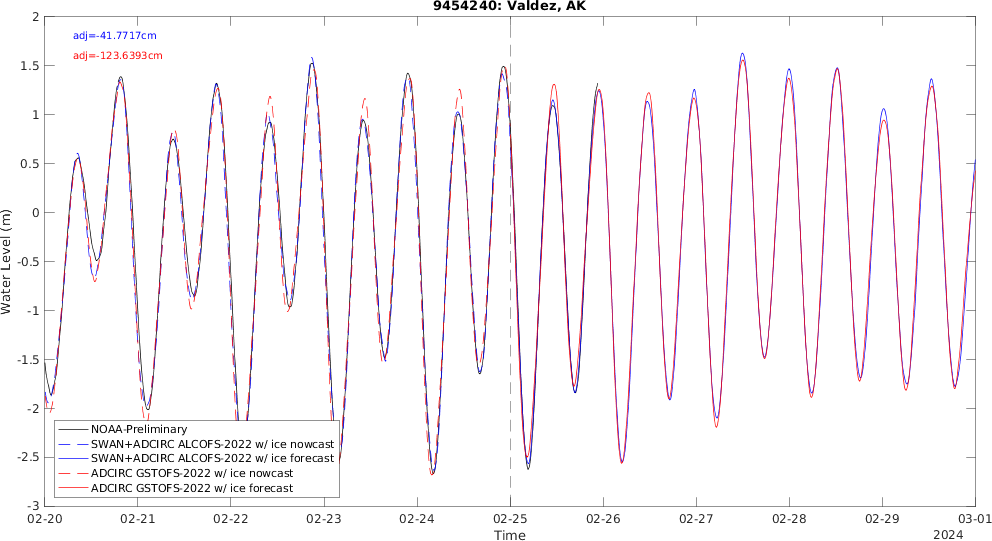 9454240: Valdez, AK
adj=-41.7717cm
adj=-123.6393cm
2
1.5
1
0.5
0
-0.5
-1
-1.5
-2
-2.5
-3
Water Level (m)
NOAA-Preliminary
SWAN+ADCIRC ALCOFS-2022 w/ ice nowcast
SWAN+ADCIRC ALCOFS-2022 w/ ice forecast
ADCIRC GSTOFS-2022 w/ ice nowcast
ADCIRC GSTOFS-2022 w/ ice forecast
02-20 02-21 02-22 02-23 02-24 02-25 02-26 02-27 02-28 02-29 03-01
Time
2024